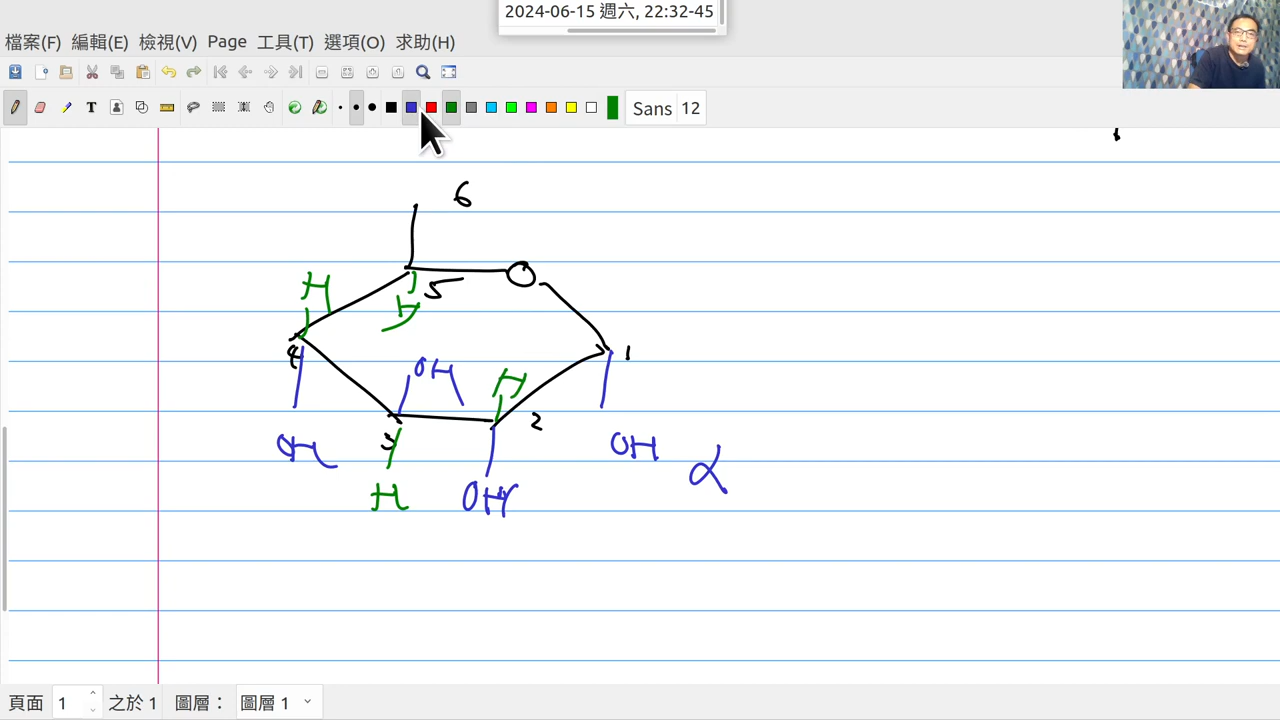 2024-06-15 週六, 22:32-45
檔案(F) 編輯(E) 檢視(V) Page 工具(T) 選項(O) 求助(H)
T
Sans 12
6
H
5
O
H
4
1
OH
H
3
2
OH
OH
α
H
OH
頁面 1 之於 1 圖層： 圖層 1